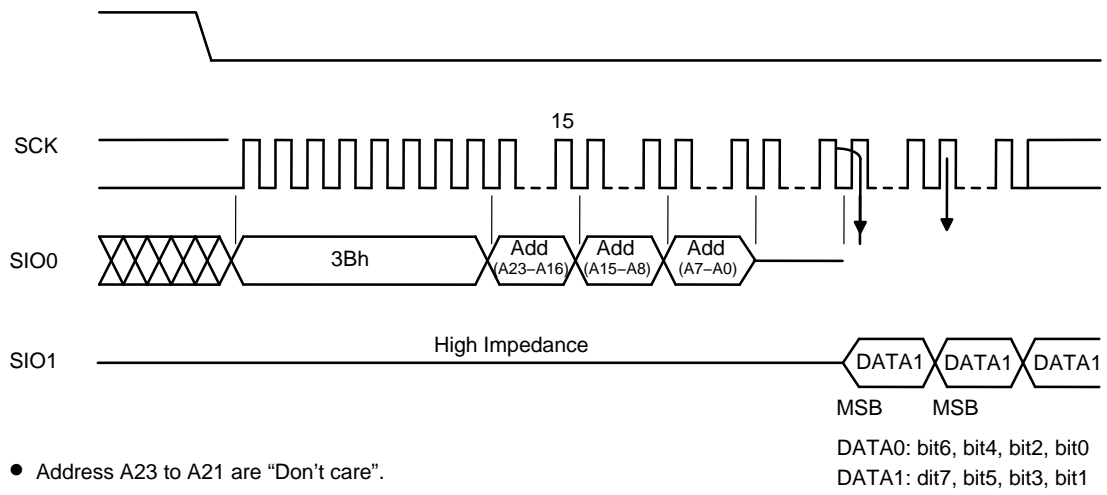 15
SCK
SIO0
3Bh
Add
(A23–A16)
Add
(A15–A8)
Add
(A7–A0)
High Impedance
SIO1
DATA1
DATA1
DATA1
MSB
MSB
DATA0: bit6, bit4, bit2, bit0
DATA1: dit7, bit5, bit3, bit1
● Address A23 to A21 are “Don’t care”.